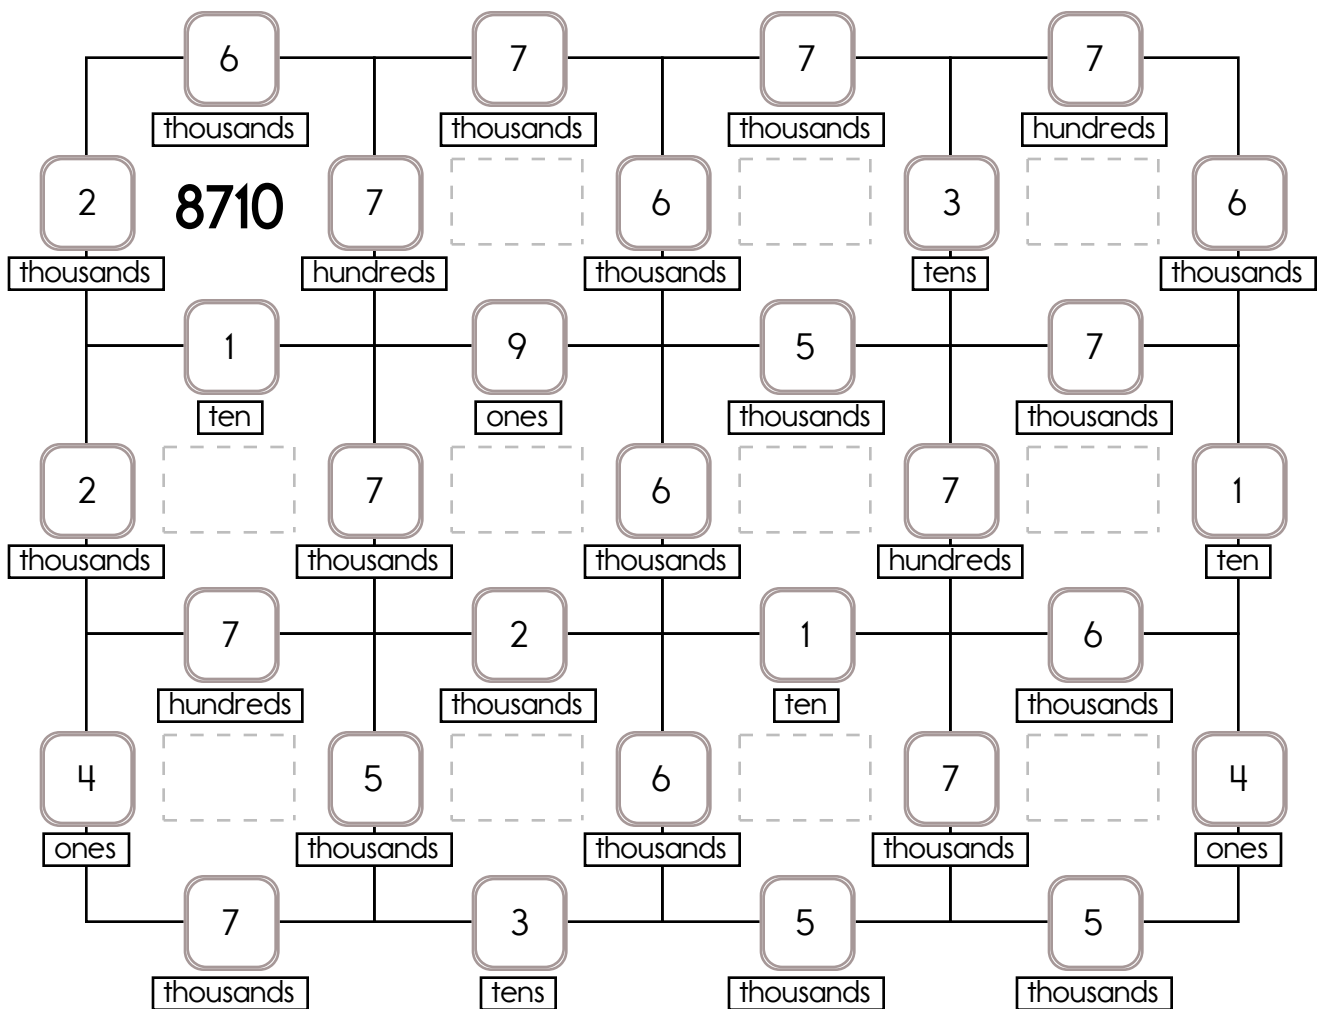 6 7 7 7
thousands thousands thousands hundreds
2 8710 7 6 3 6
thousands hundreds thousands tens thousands
1 9 5 7
ten ones thousands thousands
2 7 6 7 1
thousands thousands thousands hundreds ten
7 2 1 6
hundreds thousands ten thousands
4 5 6 7 4
ones thousands thousands thousands ones
7 3 5 5
thousands tens thousands thousands